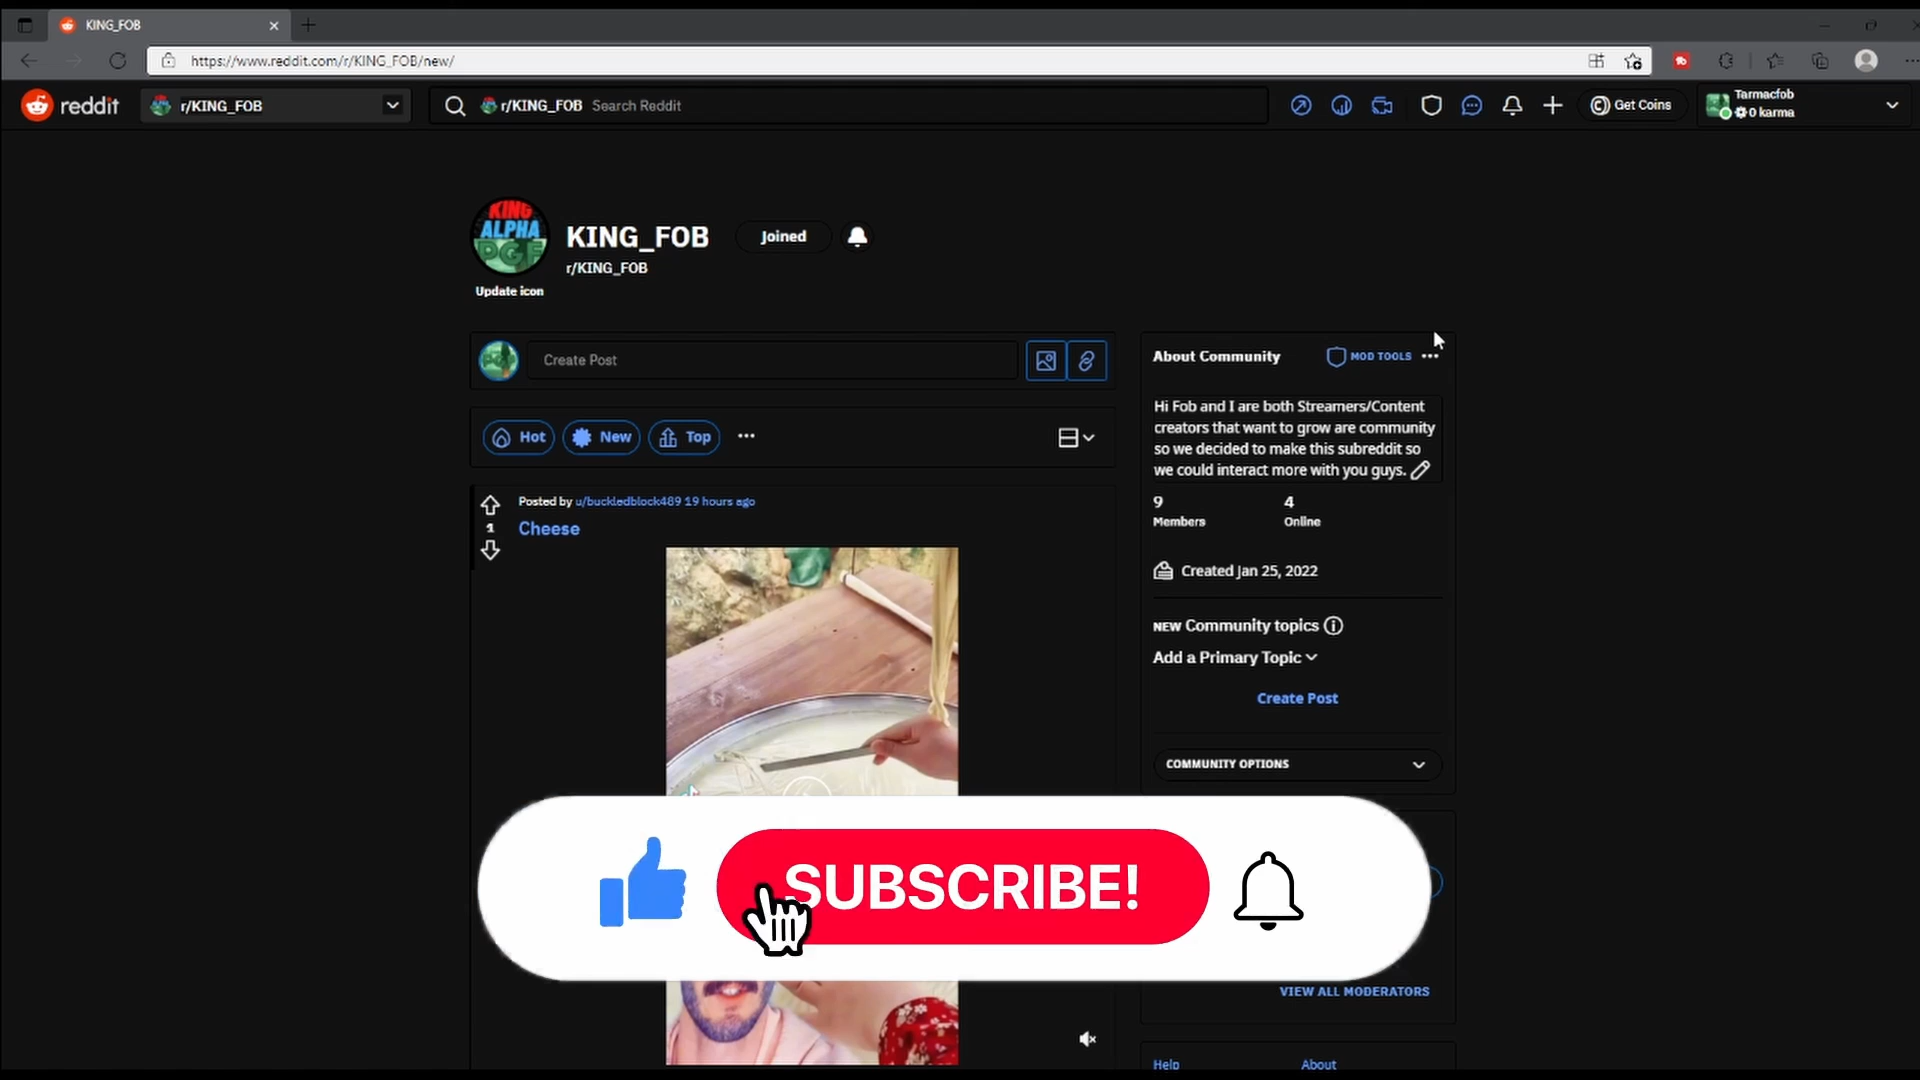 KING_FOB
https://www.reddit.com/r/KING_FOB/new/
reddit
r/KING_FOB
r/KING_FOB Search Reddit
Get Coins
Tarmacfob
0 karma
KING
ALPHA
PGF
KING_FOB
Joined
r/KING_FOB
Update icon
Create Post
Hot
New
Top
Posted by u/buckledblock489 19 hours ago
1
Cheese
About Community
MOD TOOLS
Hi Fob and I are both Streamers/Content
creators that want to grow are community
so we decided to make this subreddit so
we could interact more with you guys.
9
Members
4
Online
Created Jan 25, 2022
NEW Community topics
Add a Primary Topic
Create Post
COMMUNITY OPTIONS
SUBSCRIBE!
VIEW ALL MODERATORS
Help
About